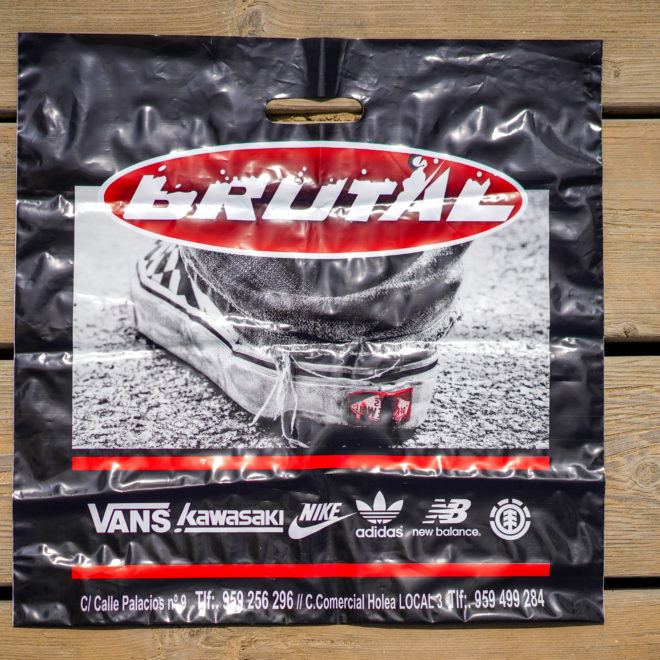 BRUTAL
VANS Kawasaki NIKE adidas new balance
C/ Calle Palacios nº 9 Tlf:. 959 256 296 // C.Comercial Holea LOCAL 3 Tlf:. 959 499 284